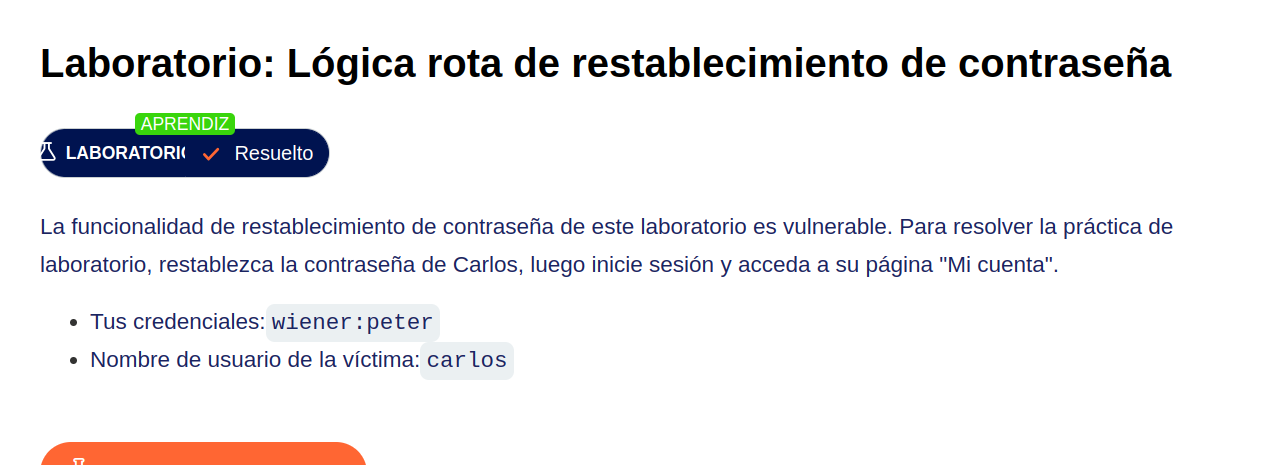 Laboratorio: Lógica rota de restablecimiento de contraseña
APRENDIZ
Resuelto
La funcionalidad de restablecimiento de contraseña de este laboratorio es vulnerable. Para resolver la práctica de
laboratorio, restablezca la contraseña de Carlos, luego inicie sesión y acceda a su página "Mi cuenta".
Tus credenciales: wiener:peter
Nombre de usuario de la víctima: carlos